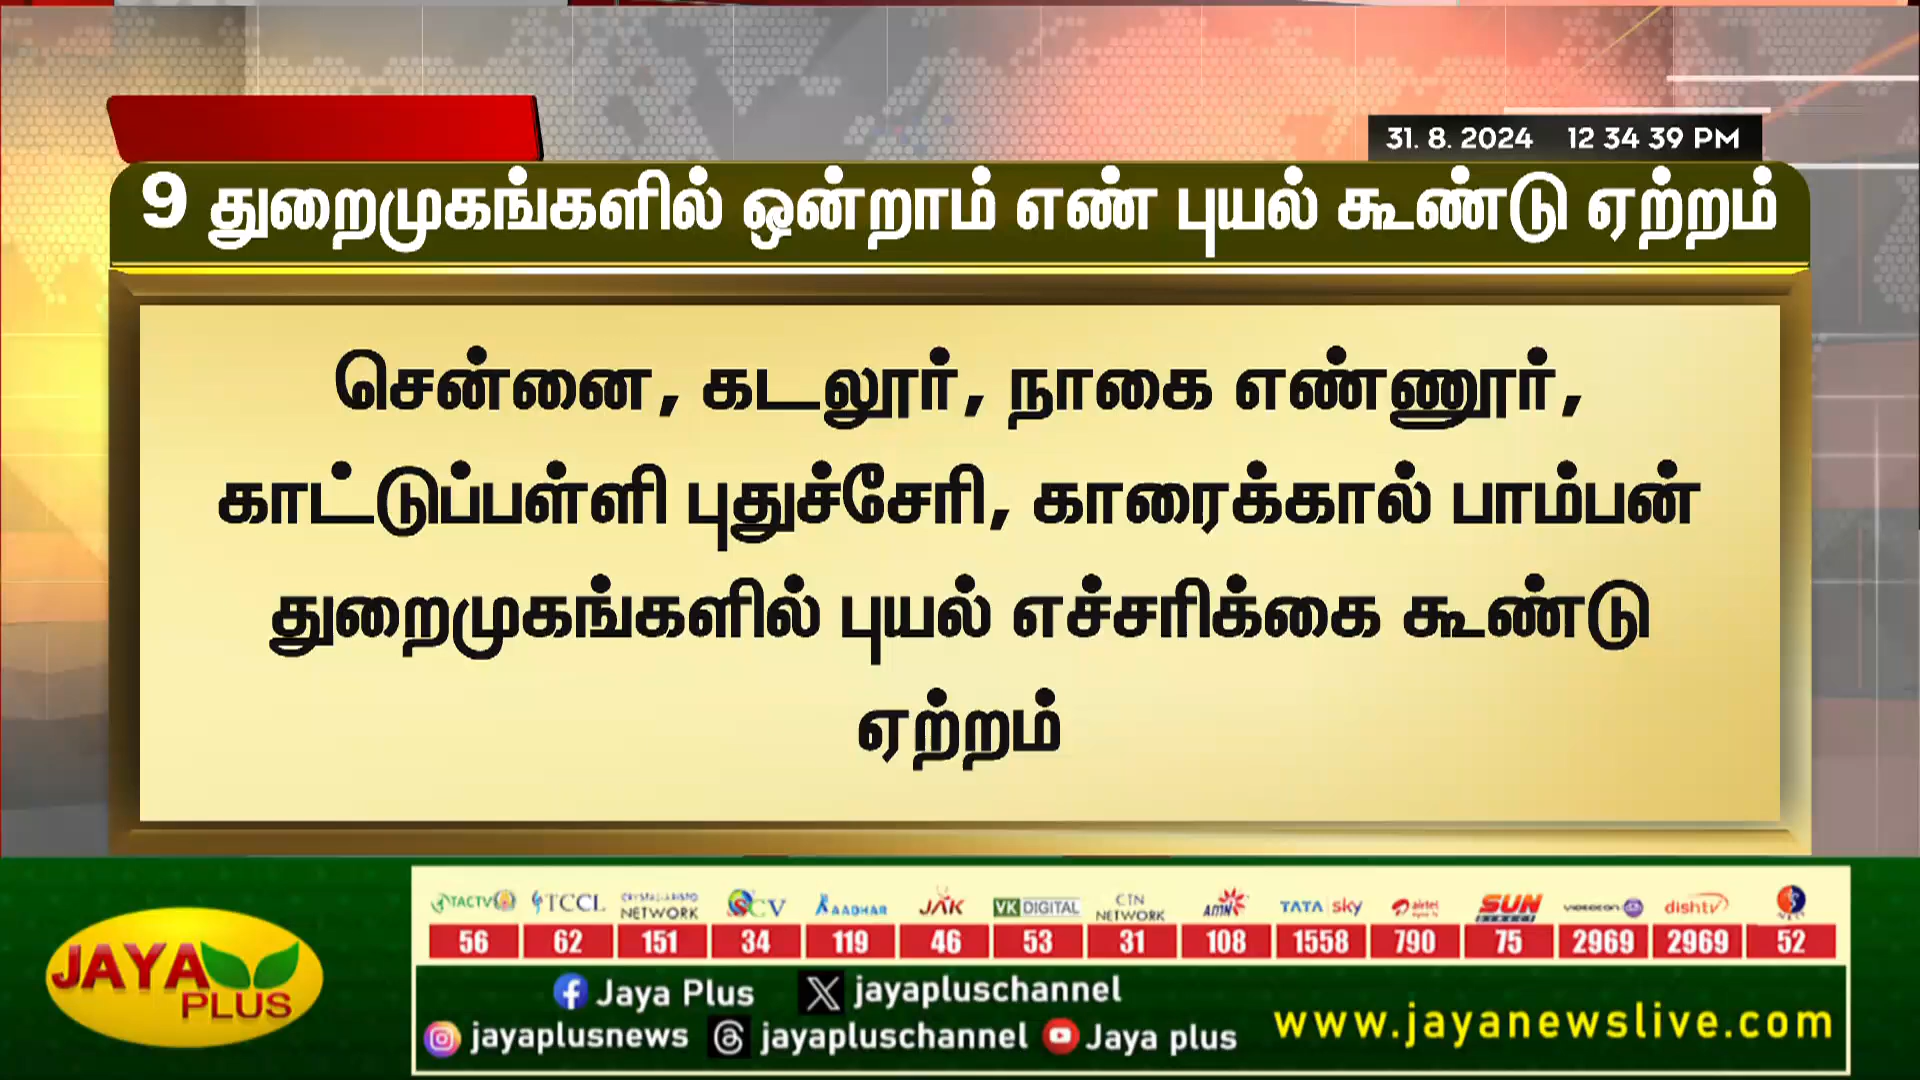 31. 8. 2024 12 34 39 PM
9 துறைமுகங்களில் ஒன்றாம் எண் புயல் கூண்டு ஏற்றம்
சென்னை, கடலூர், நாகை எண்ணூர்,
காட்டுப்பள்ளி புதுச்சேரி, காரைக்கால் பாம்பன்
துறைமுகங்களில் புயல் எச்சரிக்கை கூண்டு
ஏற்றம்
JAYA
PLUS
TACTV TCCL NETWORK SCV AADHAR JAK VK DIGITAL CTN NETWORK AMN TATA sky airtel SUN DIRECT VIDEOCON dishtv
56 62 151 34 119 46 53 31 108 1558 790 75 2969 2969 52
Jaya Plus jayapluschannel
jayaplusnews jayapluschannel Jaya plus
www.jayanewslive.com